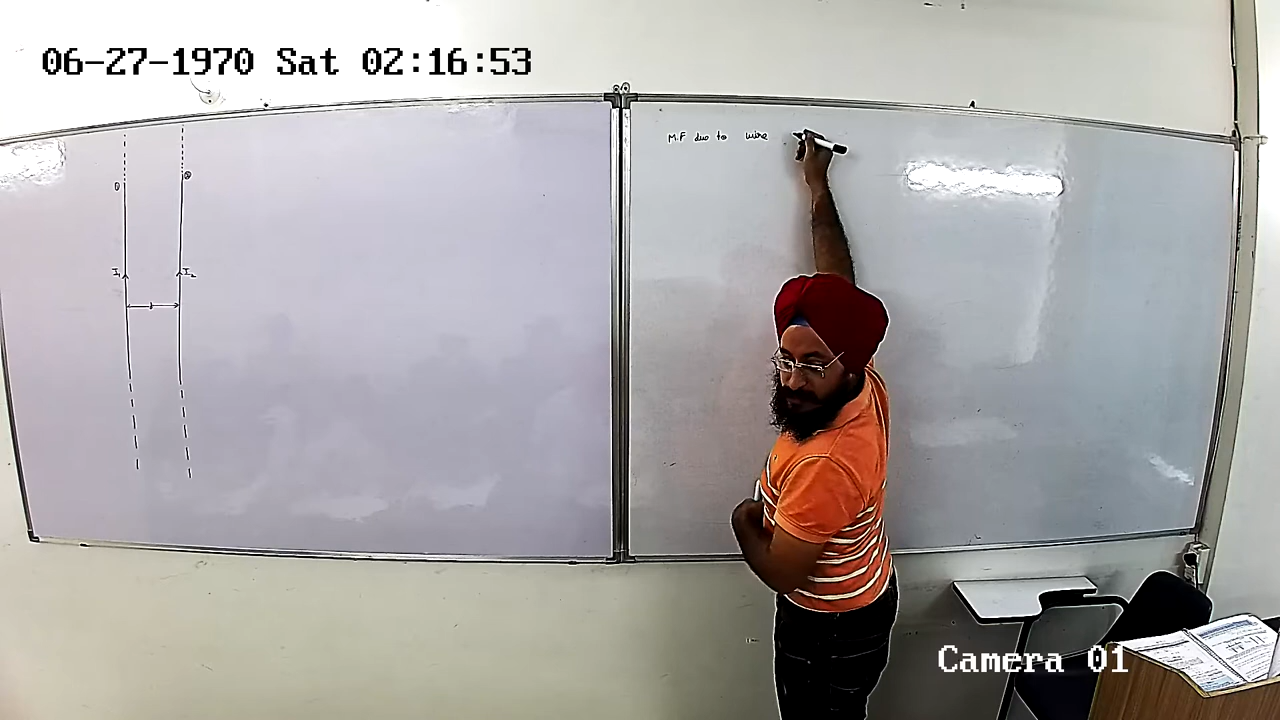 06-27-1970 Sat 02:16:53
M.F due to wire
I₁
I₂
Camera 01